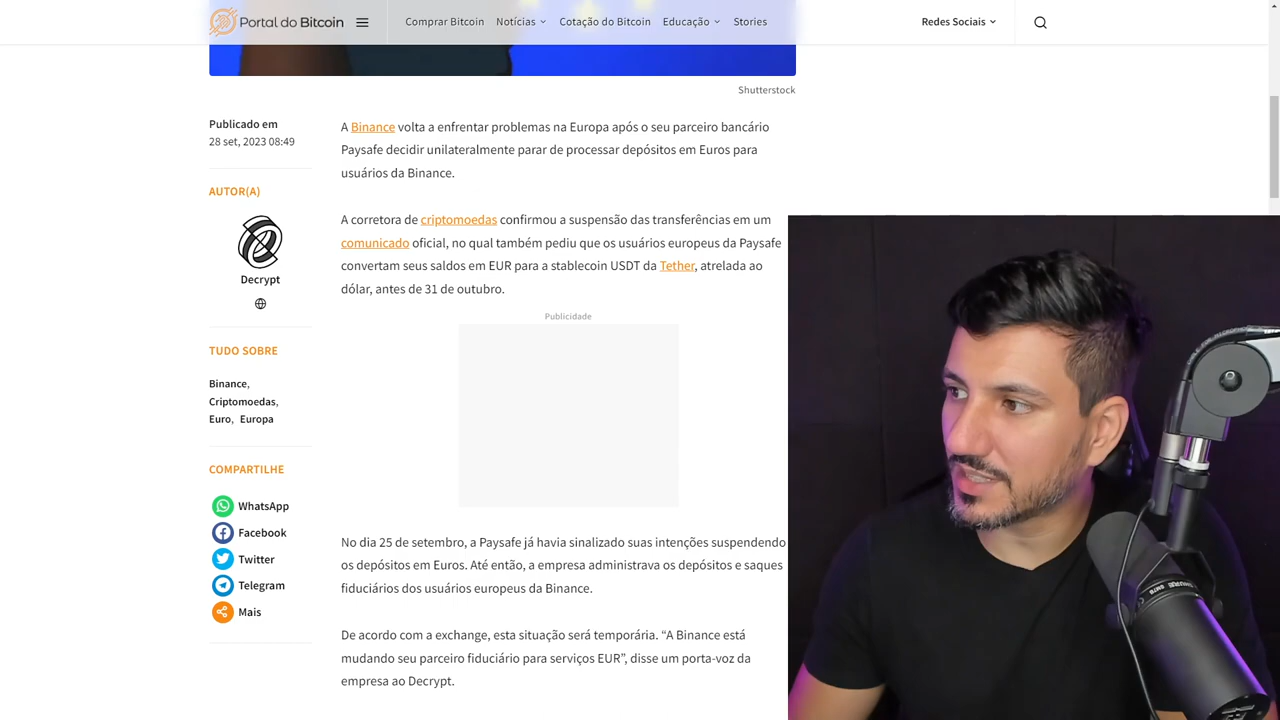 Portal do Bitcoin
Comprar Bitcoin Notícias Cotação do Bitcoin Educação Stories
Redes Sociais
Shutterstock
Publicado em
28 set, 2023 08:49
AUTOR(A)
Decrypt
TUDO SOBRE
Binance,
Criptomoedas,
Euro, Europa
COMPARTILHE
WhatsApp
Facebook
Twitter
Telegram
Mais
A Binance volta a enfrentar problemas na Europa após o seu parceiro bancário
Paysafe decidir unilateralmente parar de processar depósitos em Euros para
usuários da Binance.
A corretora de criptomoedas confirmou a suspensão das transferências em um
comunicado oficial, no qual também pediu que os usuários europeus da Paysafe
convertam seus saldos em EUR para a stablecoin USDT da Tether, atrelada ao
dólar, antes de 31 de outubro.
Publicidade
No dia 25 de setembro, a Paysafe já havia sinalizado suas intenções suspendendo
os depósitos em Euros. Até então, a empresa administrava os depósitos e saques
fiduciários dos usuários europeus da Binance.
De acordo com a exchange, esta situação será temporária. “A Binance está
mudando seu parceiro fiduciário para serviços EUR”, disse um porta-voz da
empresa ao Decrypt.